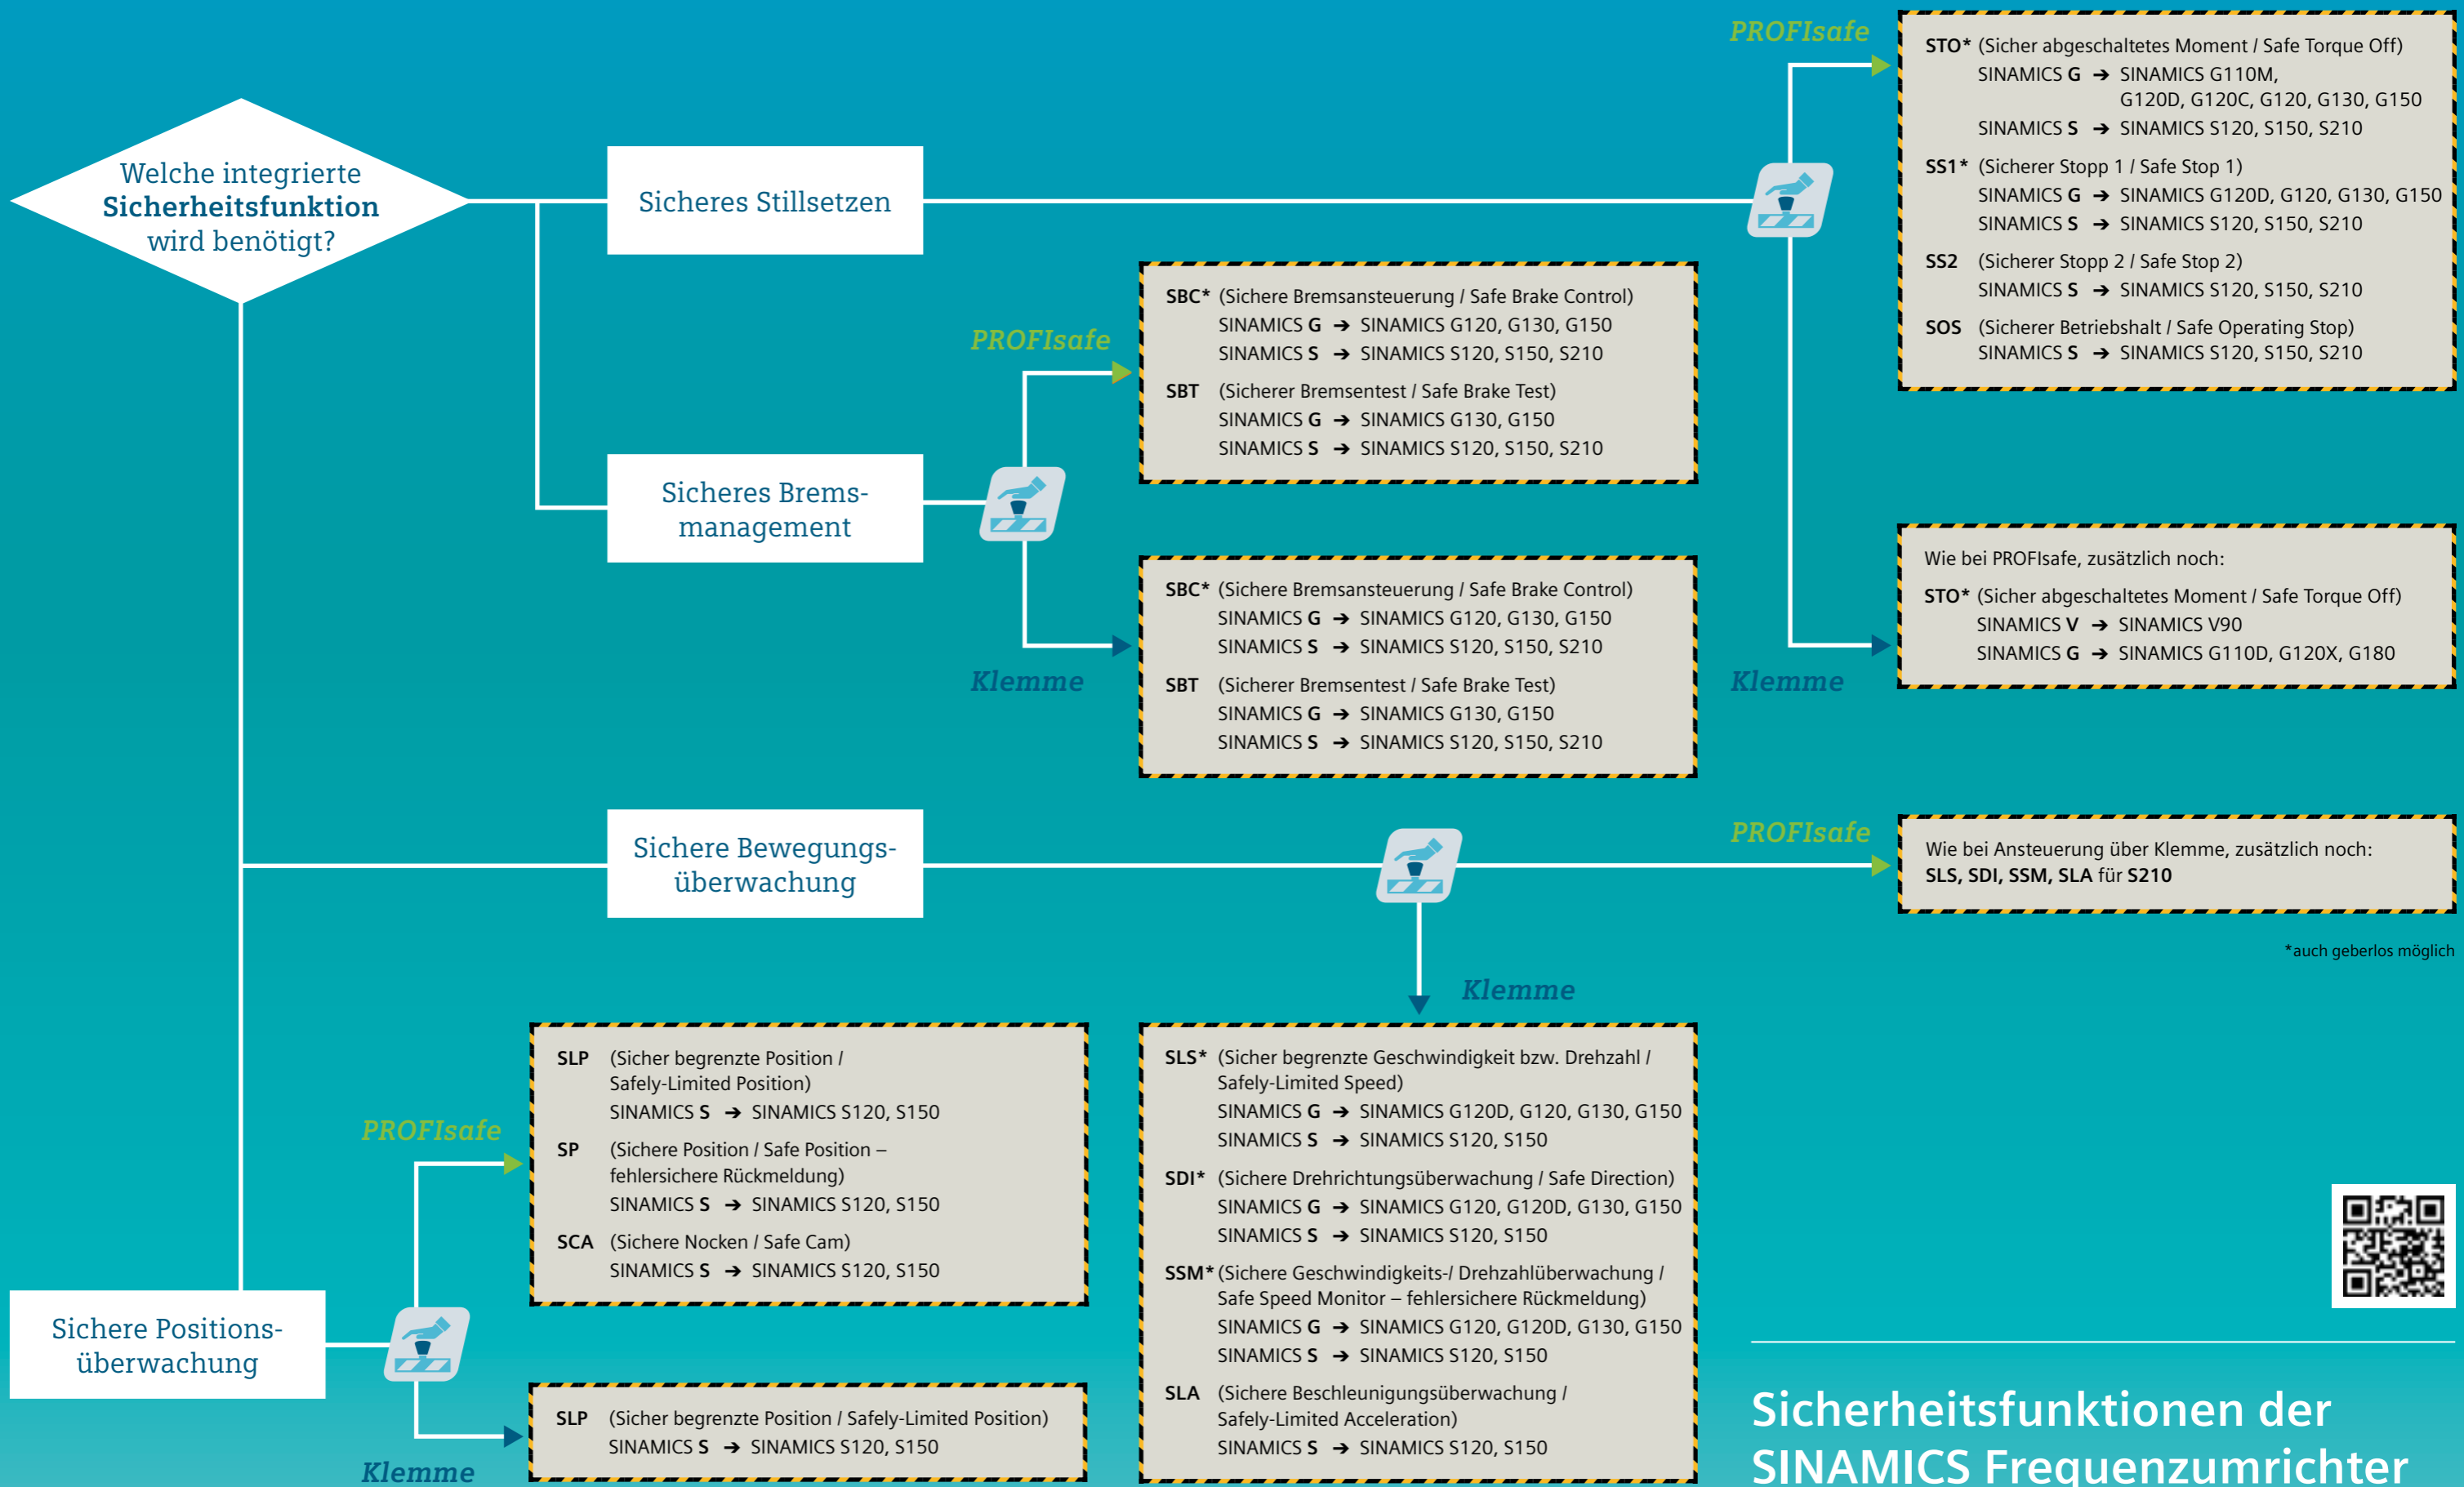 Welche integrierte
Sicherheitsfunktion
wird benötigt?
Sicheres Stillsetzen
PROFIsafe
STO* (Sicher abgeschaltetes Moment / Safe Torque Off)
SINAMICS G ➔ SINAMICS G110M,
G120D, G120C, G120, G130, G150
SINAMICS S ➔ SINAMICS S120, S150, S210
SS1* (Sicherer Stopp 1 / Safe Stop 1)
SINAMICS G ➔ SINAMICS G120D, G120, G130, G150
SINAMICS S ➔ SINAMICS S120, S150, S210
SS2 (Sicherer Stopp 2 / Safe Stop 2)
SINAMICS S ➔ SINAMICS S120, S150, S210
SOS (Sicherer Betriebshalt / Safe Operating Stop)
SINAMICS S ➔ SINAMICS S120, S150, S210
Klemme
Wie bei PROFIsafe, zusätzlich noch:
STO* (Sicher abgeschaltetes Moment / Safe Torque Off)
SINAMICS V ➔ SINAMICS V90
SINAMICS G ➔ SINAMICS G110D, G120X, G180
Sicheres Brems-
management
PROFIsafe
SBC* (Sichere Bremsansteuerung / Safe Brake Control)
SINAMICS G ➔ SINAMICS G120, G130, G150
SINAMICS S ➔ SINAMICS S120, S150, S210
SBT (Sicherer Bremsentest / Safe Brake Test)
SINAMICS G ➔ SINAMICS G130, G150
SINAMICS S ➔ SINAMICS S120, S150, S210
Klemme
SBC* (Sichere Bremsansteuerung / Safe Brake Control)
SINAMICS G ➔ SINAMICS G120, G130, G150
SINAMICS S ➔ SINAMICS S120, S150, S210
SBT (Sicherer Bremsentest / Safe Brake Test)
SINAMICS G ➔ SINAMICS G130, G150
SINAMICS S ➔ SINAMICS S120, S150, S210
Sichere Bewegungs-
überwachung
PROFIsafe
Wie bei Ansteuerung über Klemme, zusätzlich noch:
SLS, SDI, SSM, SLA für S210
*auch geberlos möglich
Klemme
SLS* (Sicher begrenzte Geschwindigkeit bzw. Drehzahl /
Safely-Limited Speed)
SINAMICS G ➔ SINAMICS G120D, G120, G130, G150
SINAMICS S ➔ SINAMICS S120, S150
SDI* (Sichere Drehrichtungsüberwachung / Safe Direction)
SINAMICS G ➔ SINAMICS G120, G120D, G130, G150
SINAMICS S ➔ SINAMICS S120, S150
SSM* (Sichere Geschwindigkeits-/ Drehzahlüberwachung /
Safe Speed Monitor – fehlersichere Rückmeldung)
SINAMICS G ➔ SINAMICS G120, G120D, G130, G150
SINAMICS S ➔ SINAMICS S120, S150
SLA (Sichere Beschleunigungsüberwachung /
Safely-Limited Acceleration)
SINAMICS S ➔ SINAMICS S120, S150
Sichere Positions-
überwachung
PROFIsafe
SLP (Sicher begrenzte Position /
Safely-Limited Position)
SINAMICS S ➔ SINAMICS S120, S150
SP (Sichere Position / Safe Position –
fehlersichere Rückmeldung)
SINAMICS S ➔ SINAMICS S120, S150
SCA (Sichere Nocken / Safe Cam)
SINAMICS S ➔ SINAMICS S120, S150
Klemme
SLP (Sicher begrenzte Position / Safely-Limited Position)
SINAMICS S ➔ SINAMICS S120, S150
Sicherheitsfunktionen der
SINAMICS Frequenzumrichter